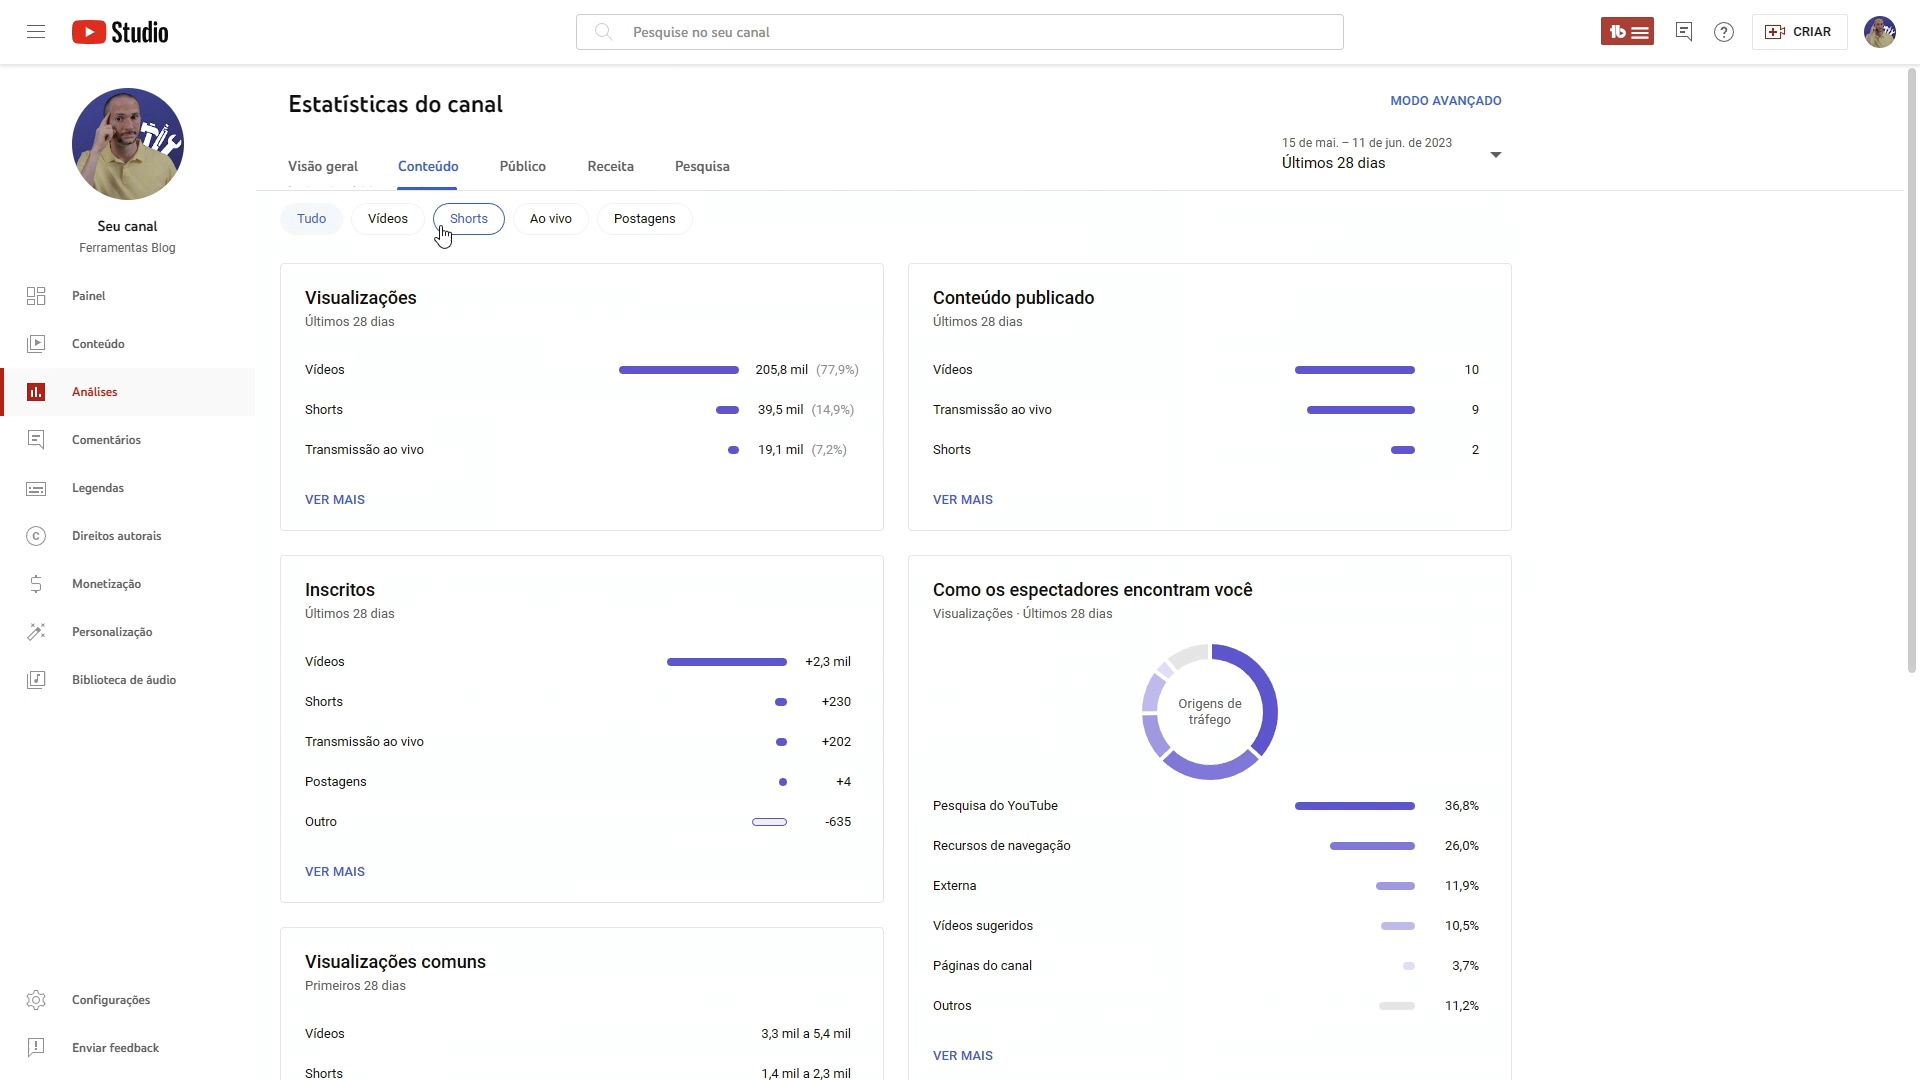 Studio
Pesquise no seu canal
CRIAR
Seu canal
Ferramentas Blog
Painel
Conteúdo
Análises
Comentários
Legendas
Direitos autorais
Monetização
Personalização
Biblioteca de áudio
Configurações
Enviar feedback
Estatísticas do canal
MODO AVANÇADO
15 de mai. – 11 de jun. de 2023
Últimos 28 dias
Visão geral Conteúdo Público Receita Pesquisa
Tudo Vídeos Shorts Ao vivo Postagens
Visualizações
Últimos 28 dias
Vídeos 205,8 mil (77,9%)
Shorts 39,5 mil (14,9%)
Transmissão ao vivo 19,1 mil (7,2%)
VER MAIS
Conteúdo publicado
Últimos 28 dias
Vídeos 10
Transmissão ao vivo 9
Shorts 2
VER MAIS
Inscritos
Últimos 28 dias
Vídeos +2,3 mil
Shorts +230
Transmissão ao vivo +202
Postagens +4
Outro -635
VER MAIS
Como os espectadores encontram você
Visualizações · Últimos 28 dias
Origens de
tráfego
Pesquisa do YouTube 36,8%
Recursos de navegação 26,0%
Externa 11,9%
Vídeos sugeridos 10,5%
Páginas do canal 3,7%
Outros 11,2%
VER MAIS
Visualizações comuns
Primeiros 28 dias
Vídeos 3,3 mil a 5,4 mil
Shorts 1,4 mil a 2,3 mil